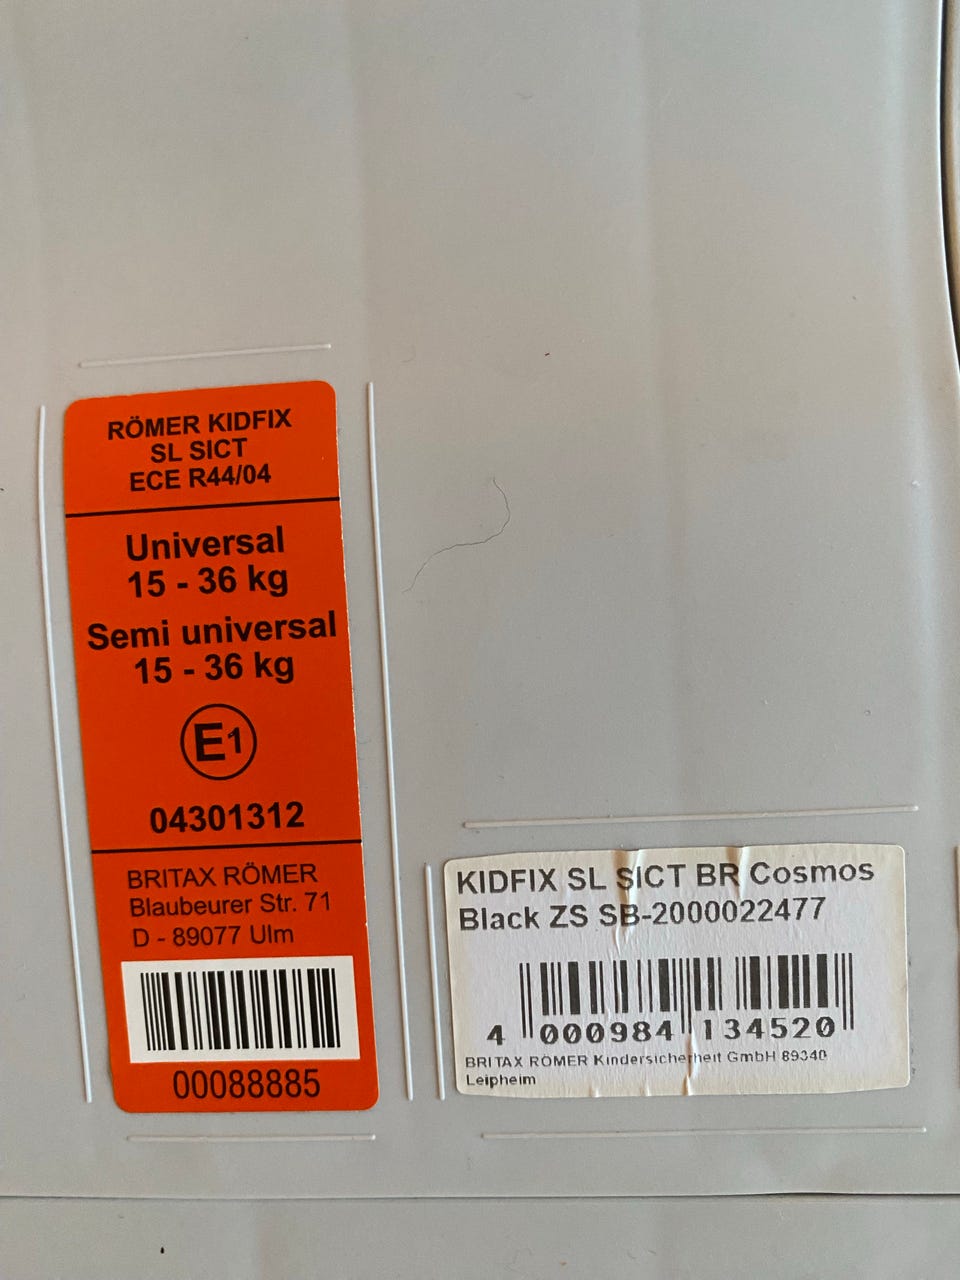 RÖMER KIDFIX
SL SICT
ECE R44/04
Universal
15 - 36 kg
Semi universal
15 - 36 kg
E1
04301312
BRITAX RÖMER
Blaubeurer Str. 71
D - 89077 Ulm
00088885
KIDFIX SL SICT BR Cosmos
Black ZS SB-2000022477
4 000984 134520
BRITAX RÖMER Kindersicherheit GmbH 89340
Leipheim